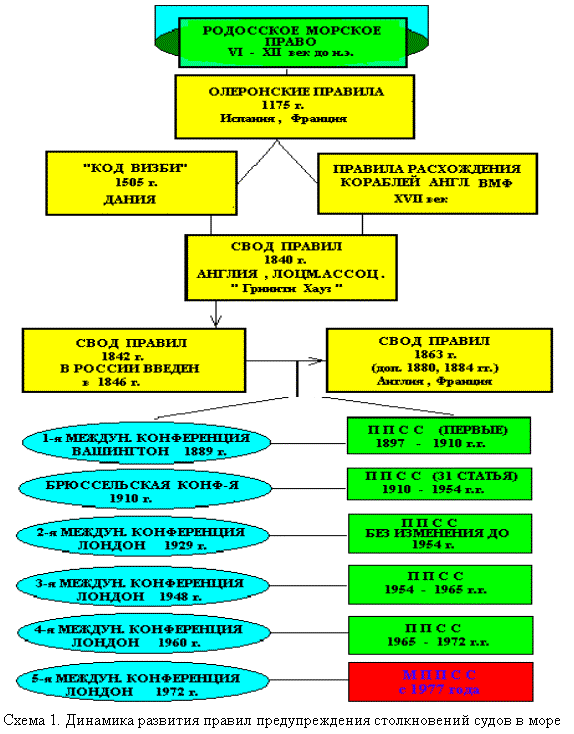 РОДОССКОЕ МОРСКОЕ
ПРАВО
VI - XII век до н.э.
ОЛЕРОНСКИЕ ПРАВИЛА
1175 г.
Испания , Франция
"КОД ВИЗБИ"
1505 г.
ДАНИЯ
ПРАВИЛА РАСХОЖДЕНИЯ
КОРАБЛЕЙ АНГЛ ВМФ
XVII век
СВОД ПРАВИЛ
1840 г.
АНГЛИЯ , ЛОЦМ.АССОЦ .
" Гринити Хауз "
СВОД ПРАВИЛ
1842 г.
В РОССИИ ВВЕДЕН
в 1846 г.
СВОД ПРАВИЛ
1863 г.
(доп. 1880, 1884 гг.)
Англия , Франция
1-я МЕЖДУН. КОНФЕРЕНЦИЯ
ВАШИНГТОН 1889 г.
П П С С (ПЕРВЫЕ)
1897 - 1910 г.г.
БРЮССЕЛЬСКАЯ КОНФ-Я
1910 г.
П П С С (31 СТАТЬЯ)
1910 - 1954 г.г.
2-я МЕЖДУН. КОНФЕРЕНЦИЯ
ЛОНДОН 1929 г.
П П С С
БЕЗ ИЗМЕНЕНИЯ ДО
1954 г.
3-я МЕЖДУН. КОНФЕРЕНЦИЯ
ЛОНДОН 1948 г.
П П С С
1954 - 1965 г.г.
4-я МЕЖДУН. КОНФЕРЕНЦИЯ
ЛОНДОН 1960 г.
П П С С
1965 - 1972 г.г.
5-я МЕЖДУН. КОНФЕРЕНЦИЯ
ЛОНДОН 1972 г.
М П П С С
с 1977 года
Схема 1. Динамика развития правил предупреждения столкновений судов в море